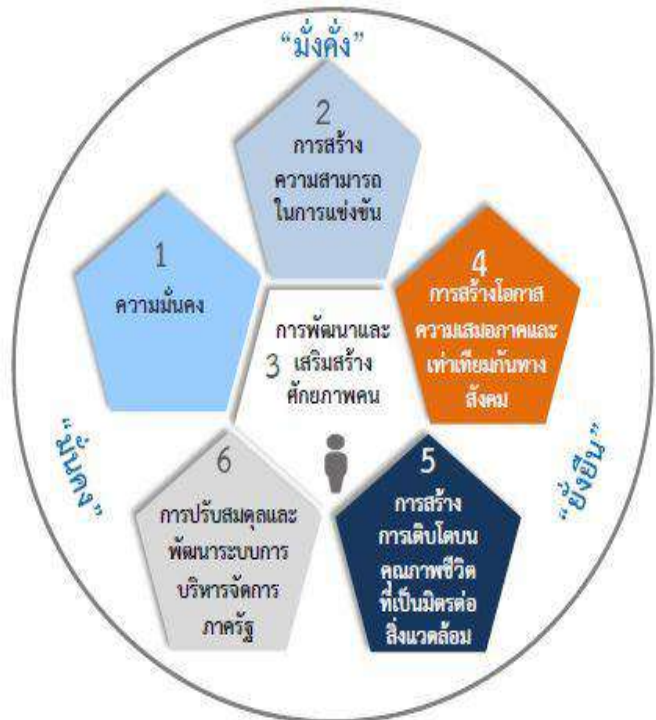 “มั่งคั่ง”
2
การสร้าง
ความสามารถ
ในการแข่งขัน
1
ความมั่นคง
4
การสร้างโอกาส
ความเสมอภาคและ
เท่าเทียมกันทาง
สังคม
การพัฒนาและ
3 เสริมสร้าง
ศักยภาพคน
“มั่นคง”
“ยั่งยืน”
6
การปรับสมดุลและ
พัฒนาระบบการ
บริหารจัดการ
ภาครัฐ
5
การสร้าง
การเติบโตบน
คุณภาพชีวิต
ที่เป็นมิตรต่อ
สิ่งแวดล้อม